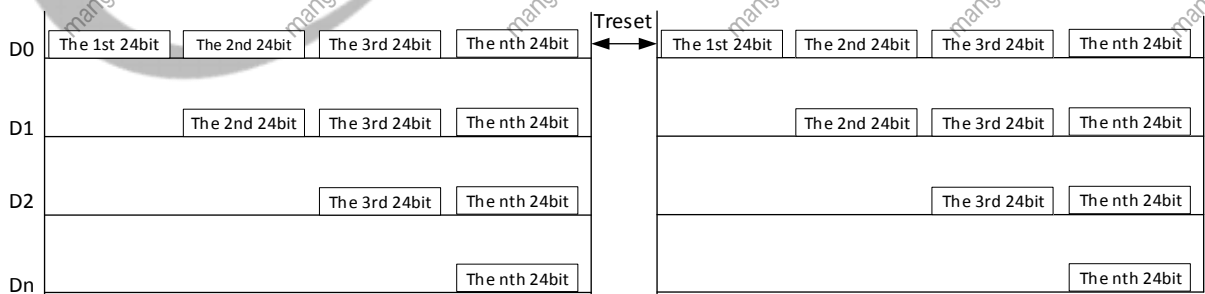 Treset
D0 The 1st 24bit The 2nd 24bit The 3rd 24bit The nth 24bit The 1st 24bit The 2nd 24bit The 3rd 24bit The nth 24bit
D1 The 2nd 24bit The 3rd 24bit The nth 24bit The 2nd 24bit The 3rd 24bit The nth 24bit
D2 The 3rd 24bit The nth 24bit The 3rd 24bit The nth 24bit
Dn The nth 24bit The nth 24bit